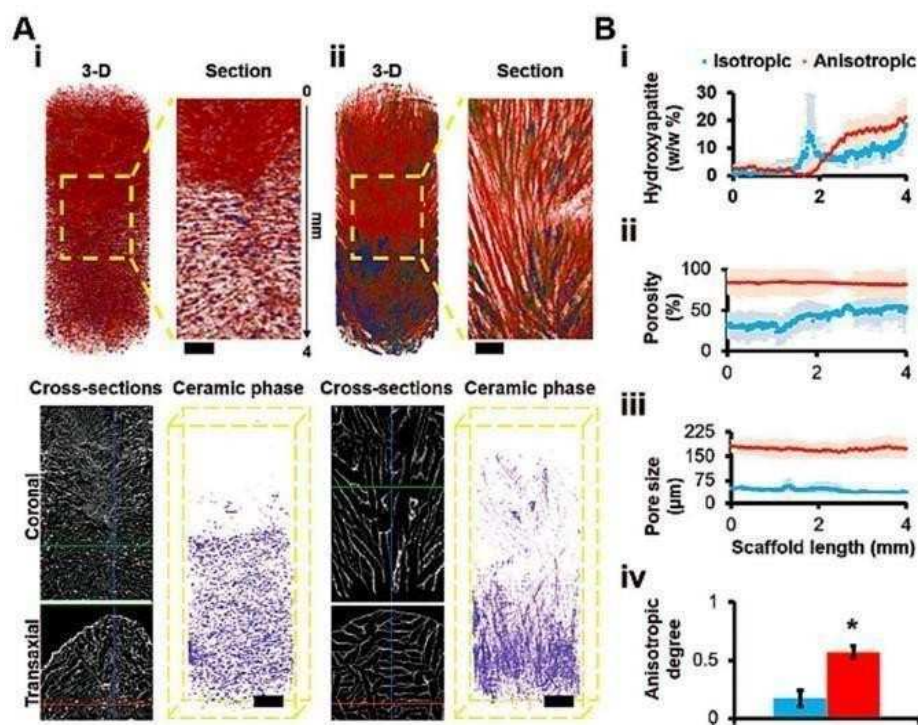 A
i
3-D
Section
0
mm
4
ii
3-D
Section
Cross-sections
Ceramic phase
Coronal
Transaxial
Cross-sections
Ceramic phase
B
i
Isotropic
Anisotropic
Hydroxyapatite
(w/w %)
30
20
10
0
0
2
4
ii
Porosity
(%)
100
50
0
0
2
4
iii
Pore size
(µm)
225
150
75
0
0
2
4
Scaffold length (mm)
iv
Anisotropic
degree
1
0.5
0
*